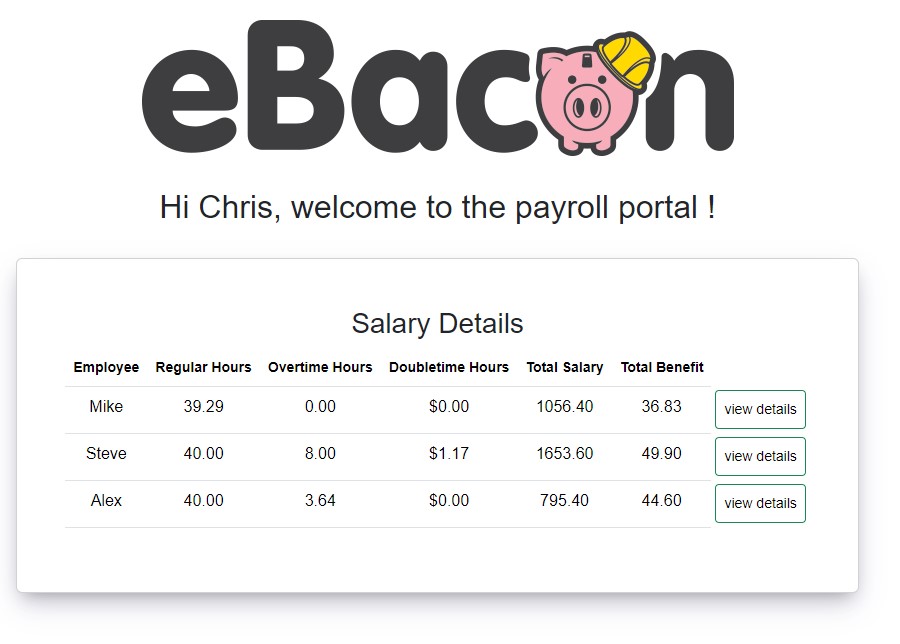 eBacon
Hi Chris, welcome to the payroll portal !
Salary Details
Employee Regular Hours Overtime Hours Doubletime Hours Total Salary Total Benefit
Mike 39.29 0.00 $0.00 1056.40 36.83 view details
Steve 40.00 8.00 $1.17 1653.60 49.90 view details
Alex 40.00 3.64 $0.00 795.40 44.60 view details